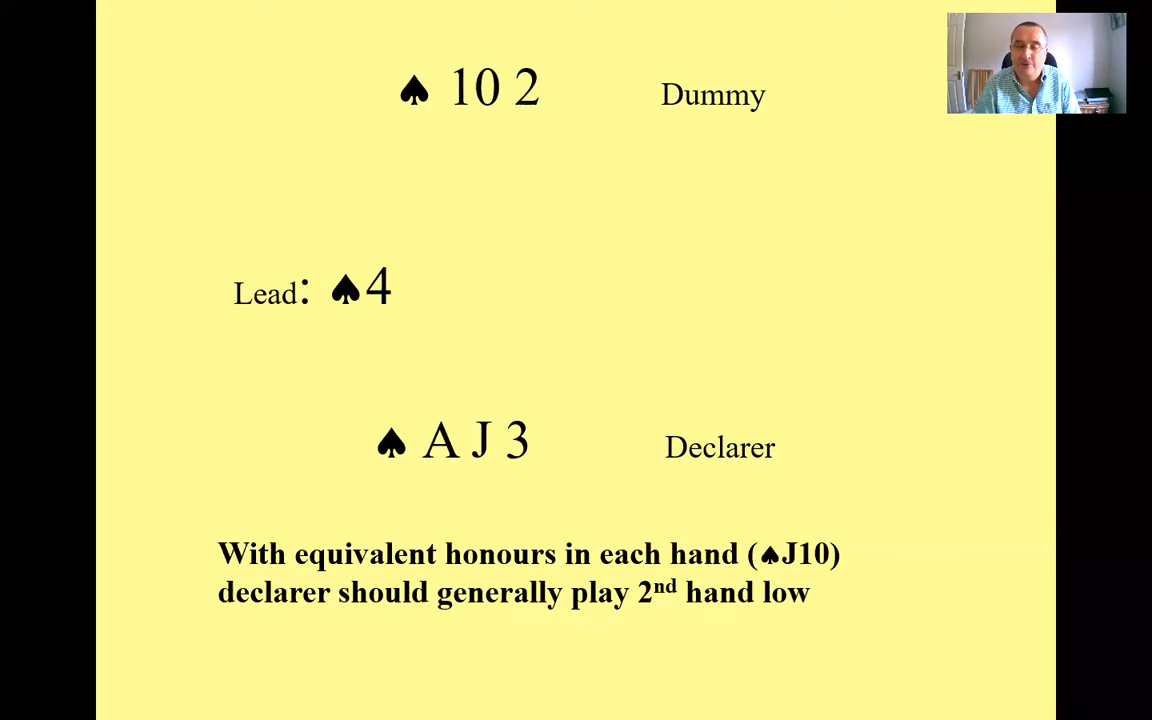 ♠ 10 2 Dummy
Lead: ♠4
♠ A J 3 Declarer
With equivalent honours in each hand (♠J10)
declarer should generally play 2nd hand low